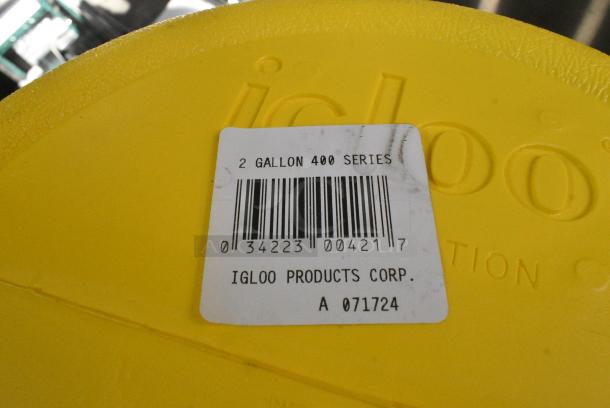 igloo
2 GALLON 400 SERIES
0 34223 00421 7
TION
IGLOO PRODUCTS CORP.
A 071724